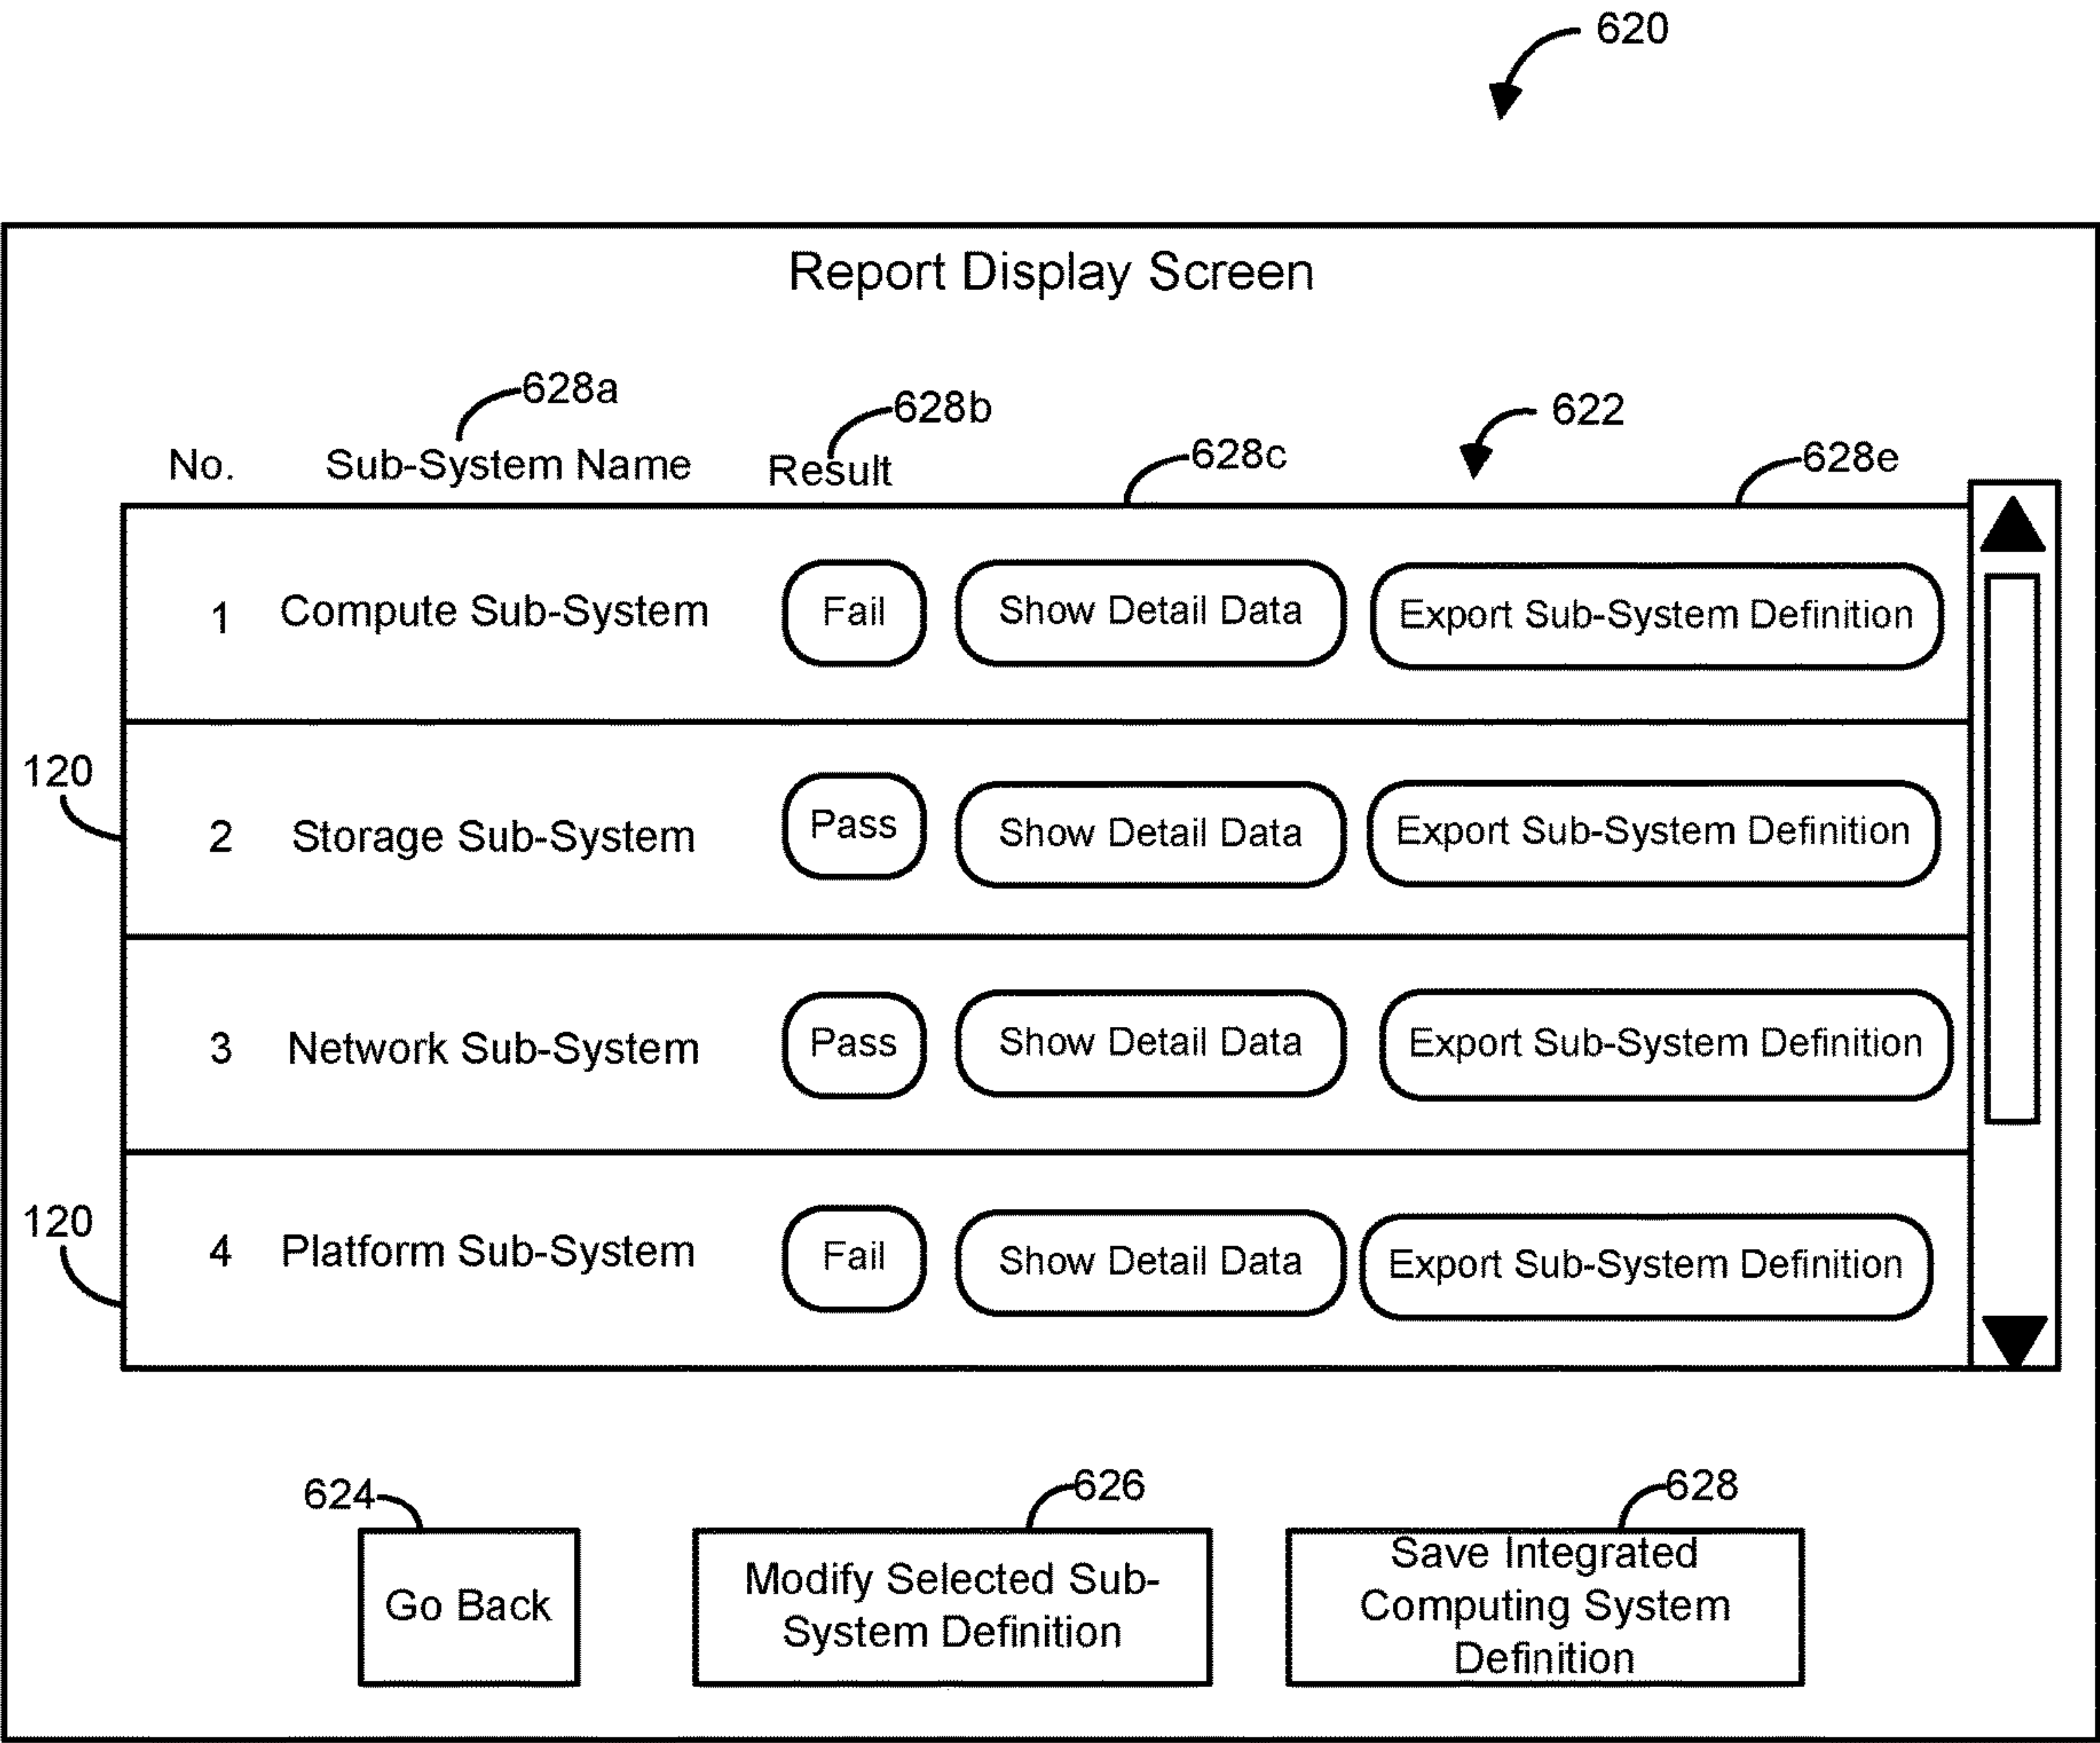 620
Report Display Screen
628a
628b
622
628c
628e
No. Sub-System Name Result
1 Compute Sub-System Fail Show Detail Data Export Sub-System Definition
120
2 Storage Sub-System Pass Show Detail Data Export Sub-System Definition
3 Network Sub-System Pass Show Detail Data Export Sub-System Definition
120
4 Platform Sub-System Fail Show Detail Data Export Sub-System Definition
624
626
628
Go Back
Modify Selected Sub-
System Definition
Save Integrated
Computing System
Definition